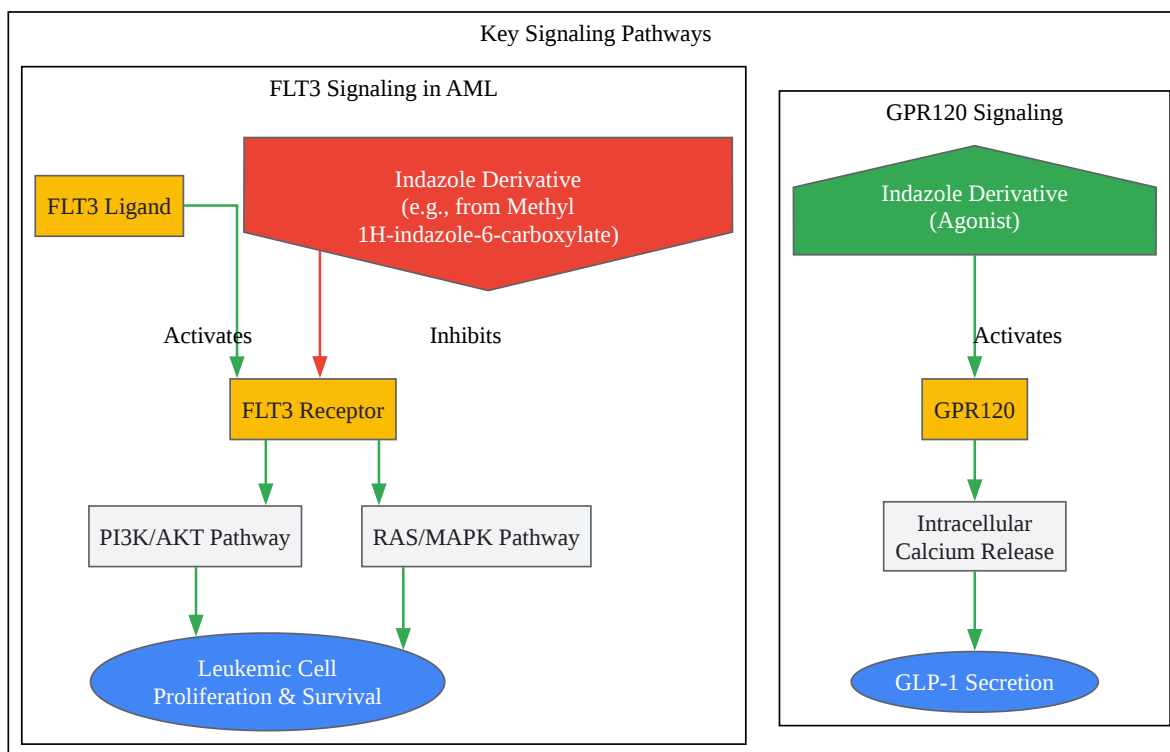 Key Signaling Pathways
FLT3 Signaling in AML
FLT3 Ligand
Indazole Derivative
(e.g., from Methyl
1H-indazole-6-carboxylate)
Activates
Inhibits
FLT3 Receptor
PI3K/AKT Pathway
RAS/MAPK Pathway
Leukemic Cell
Proliferation & Survival
GPR120 Signaling
Indazole Derivative
(Agonist)
Activates
GPR120
Intracellular
Calcium Release
GLP-1 Secretion